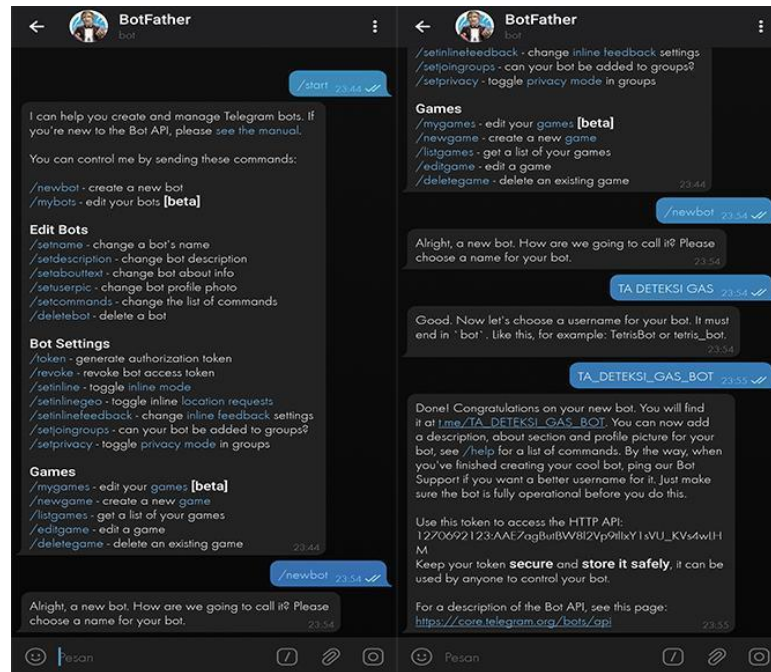 BotFather
bot
/start 23:44
I can help you create and manage Telegram bots. If
you're new to the Bot API, please see the manual.
You can control me by sending these commands:
/newbot - create a new bot
/mybots - edit your bots [beta]
Edit Bots
/setname - change a bot's name
/setdescription - change bot description
/setabouttext - change bot about info
/setuserpic - change bot profile photo
/setcommands - change the list of commands
/deletebot - delete a bot
Bot Settings
/token - generate authorization token
/revoke - revoke bot access token
/setinline - toggle inline mode
/setinlinegeo - toggle inline location requests
/setinlinefeedback - change inline feedback settings
/setjoingroups - can your bot be added to groups?
/setprivacy - toggle privacy mode in groups
Games
/mygames - edit your games [beta]
/newgame - create a new game
/listgames - get a list of your games
/editgame - edit a game
/deletegame - delete an existing game 23:44
/newbot 23:54
Alright, a new bot. How are we going to call it? Please
choose a name for your bot. 23:54
Pesan
BotFather
bot
/setinlinefeedback - change inline feedback settings
/setjoingroups - can your bot be added to groups?
/setprivacy - toggle privacy mode in groups
Games
/mygames - edit your games [beta]
/newgame - create a new game
/listgames - get a list of your games
/editgame - edit a game
/deletegame - delete an existing game 23:44
/newbot 23:54
Alright, a new bot. How are we going to call it? Please
choose a name for your bot. 23:54
TA DETEKSI GAS 23:54
Good. Now let's choose a username for your bot. It must
end in `bot`. Like this, for example: TetrisBot or tetris_bot.
23:54
TA_DETEKSI_GAS_BOT 23:55
Done! Congratulations on your new bot. You will find
it at t.me/TA_DETEKSI_GAS_BOT. You can now add
a description, about section and profile picture for your
bot, see /help for a list of commands. By the way, when
you've finished creating your cool bot, ping our Bot
Support if you want a better username for it. Just make
sure the bot is fully operational before you do this.
Use this token to access the HTTP API:
Keep your token secure and store it safely, it can be
used by anyone to control your bot.
For a description of the Bot API, see this page:
https://core.telegram.org/bots/api 23:55
Pesan